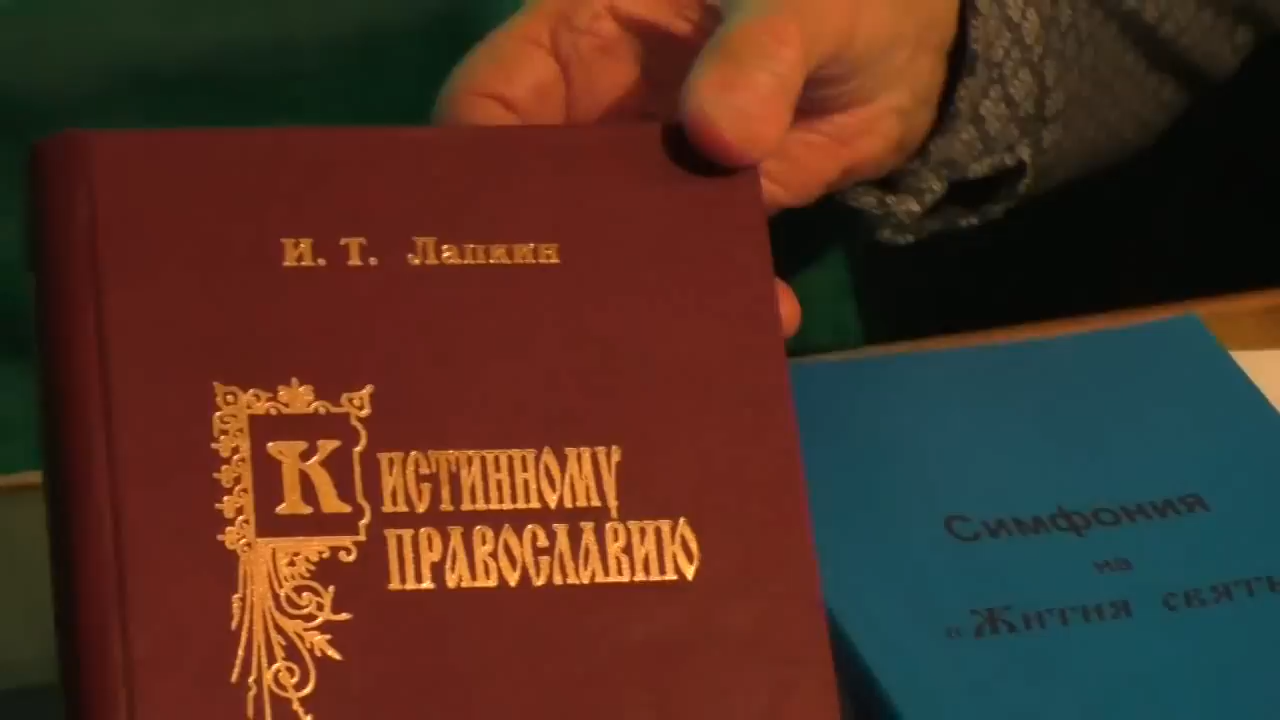 И. Т. Лапкин
К ИСТИННОМУ
ПРАВОСЛАВИЮ
Симфония
на
«Жития святы